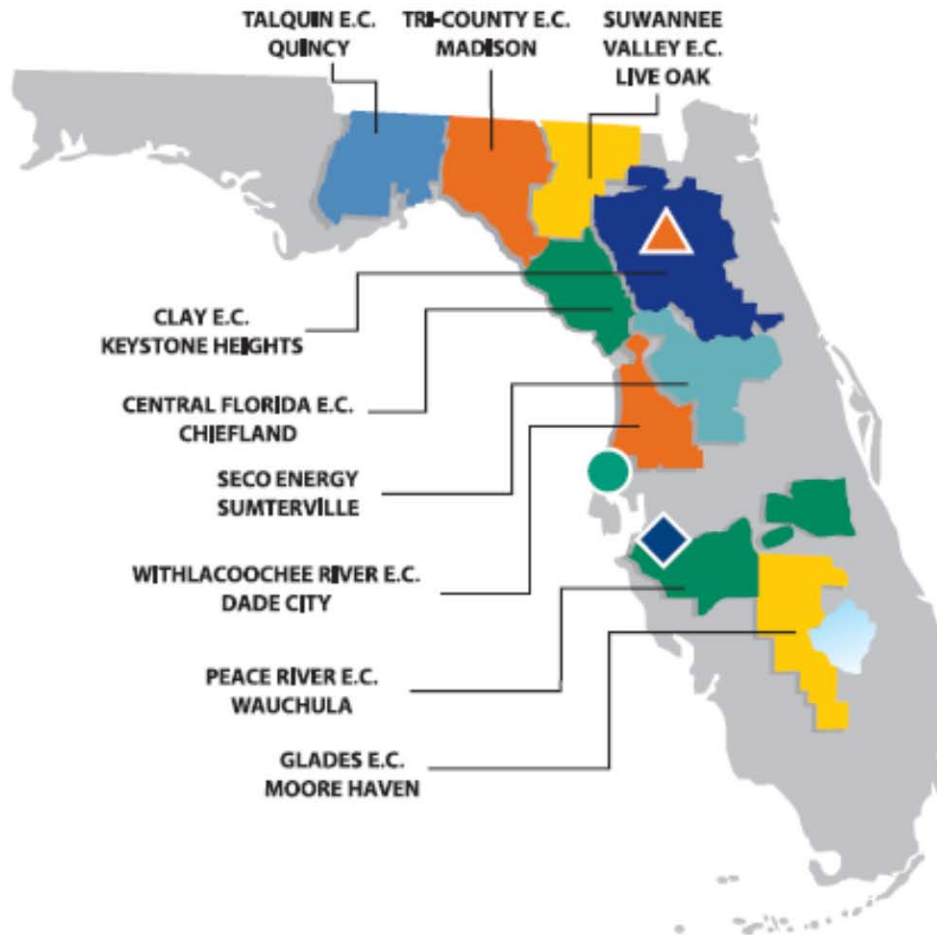 TALQUIN E.C.
QUINCY
TRI-COUNTY E.C.
MADISON
SUWANNEE
VALLEY E.C.
LIVE OAK
CLAY E.C.
KEYSTONE HEIGHTS
CENTRAL FLORIDA E.C.
CHIEFLAND
SECO ENERGY
SUMTERVILLE
WITHLACOOCHEE RIVER E.C.
DADE CITY
PEACE RIVER E.C.
WAUCHULA
GLADES E.C.
MOORE HAVEN